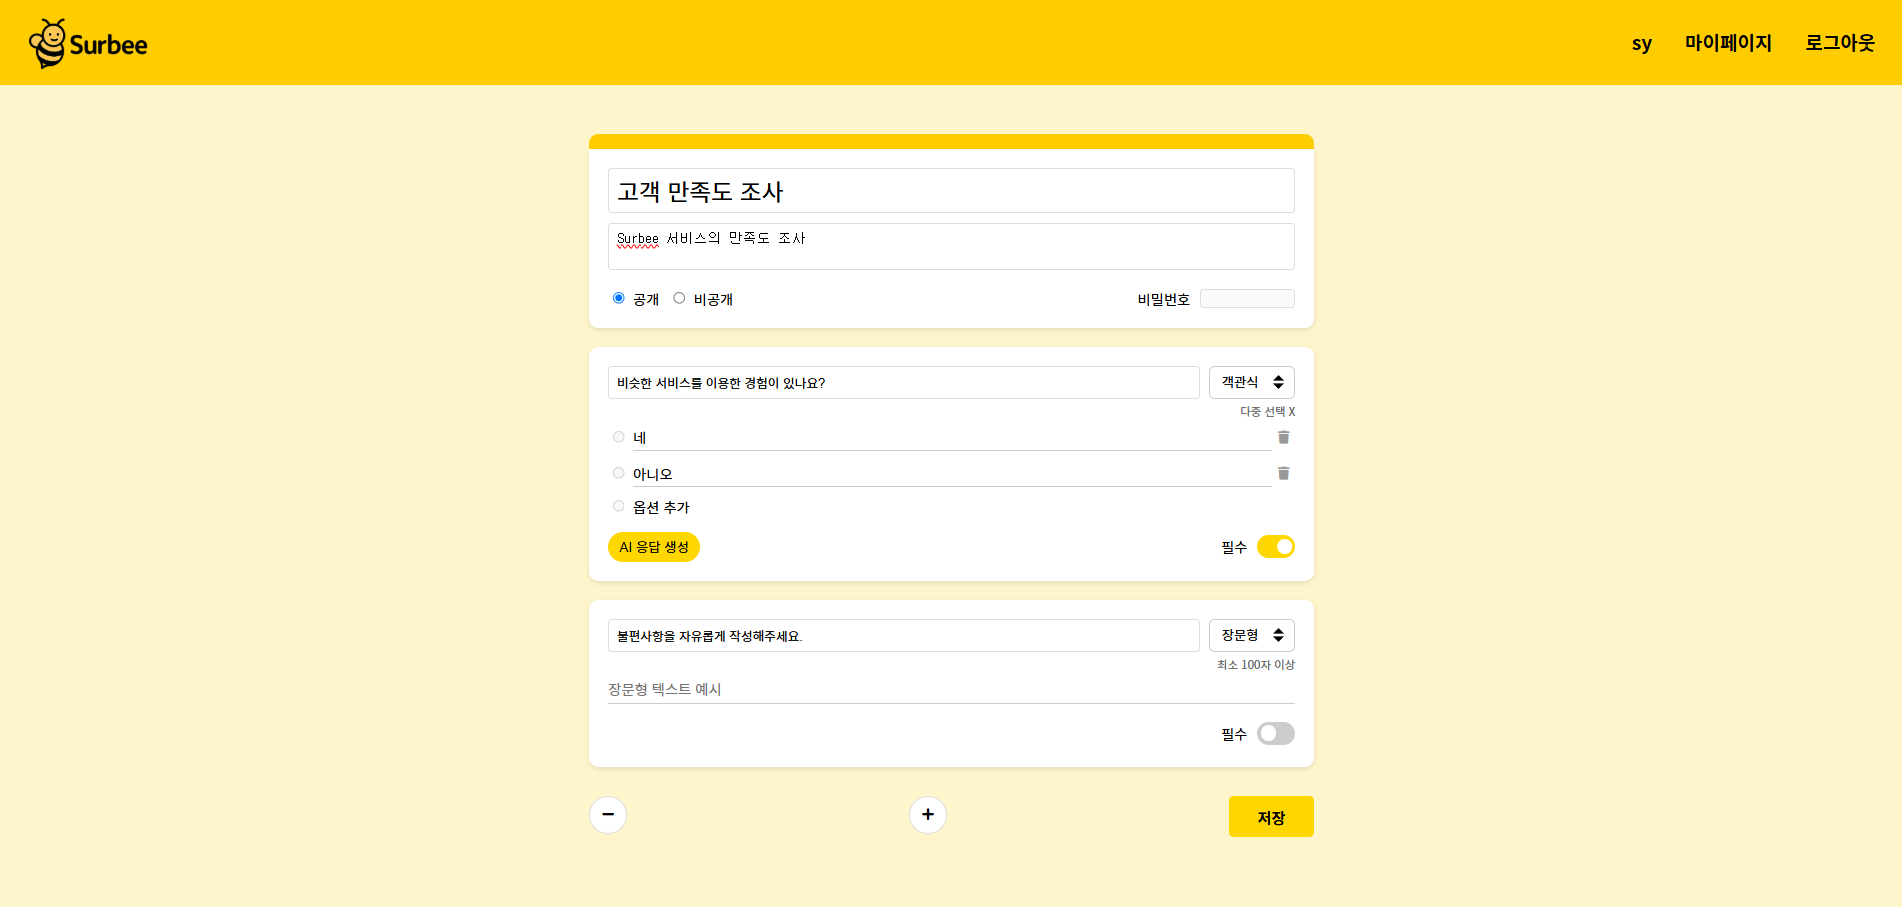 Surbee
sy 마이페이지 로그아웃
고객 만족도 조사
Surbee 서비스의 만족도 조사
공개 비공개 비밀번호
비슷한 서비스를 이용한 경험이 있나요? 객관식
다중 선택 X
네
아니오
옵션 추가
AI 응답 생성 필수
불편사항을 자유롭게 작성해주세요. 장문형
최소 100자 이상
장문형 텍스트 예시
필수
저장